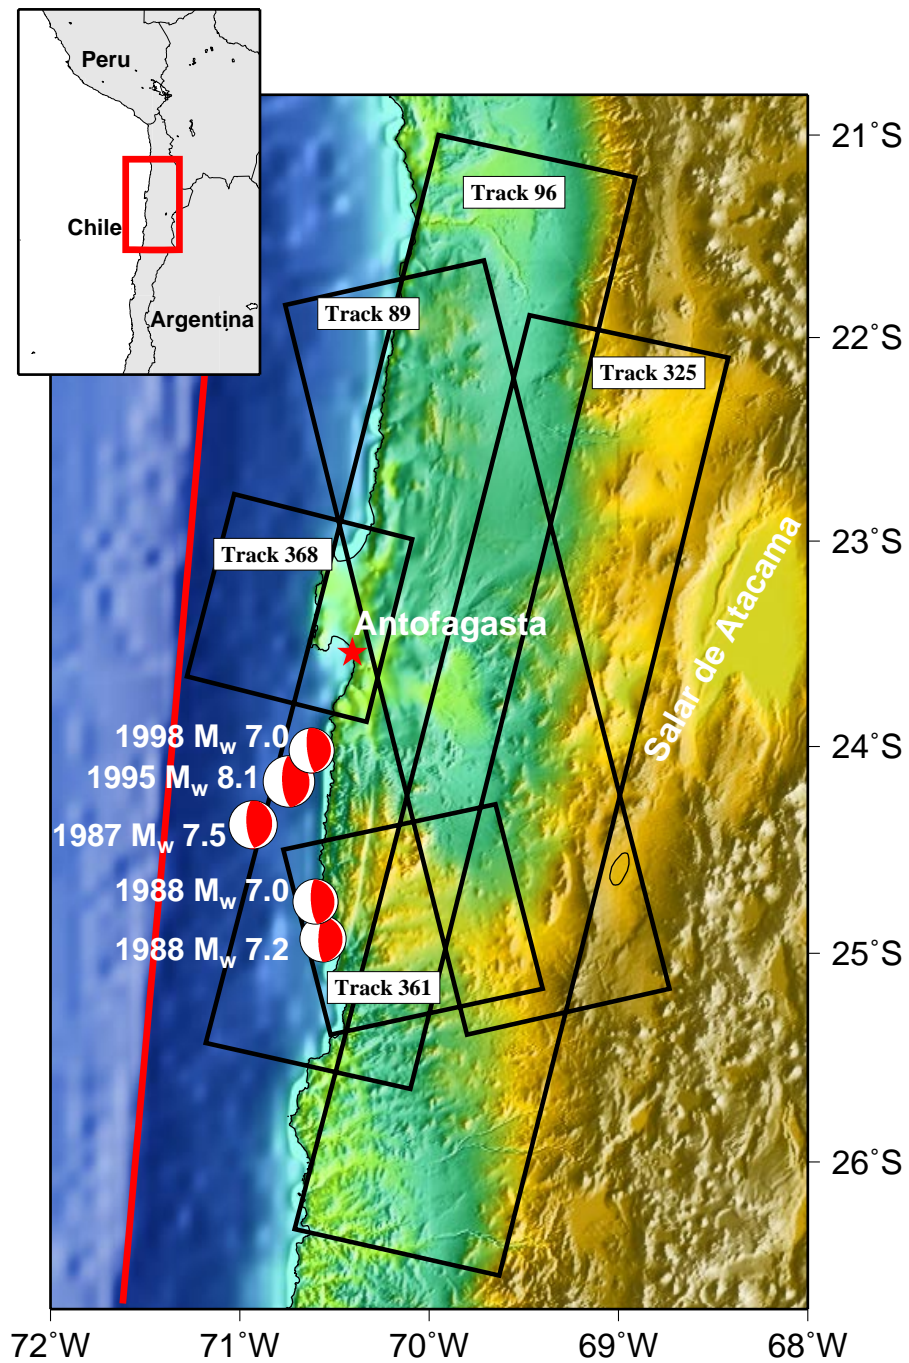 Peru
Chile
Argentina
Track 96
Track 89
Track 325
Track 368
Antofagasta
Salar de Atacama
1998 Mw 7.0
1995 Mw 8.1
1987 Mw 7.5
1988 Mw 7.0
1988 Mw 7.2
Track 361
21˚S
22˚S
23˚S
24˚S
25˚S
26˚S
72˚W 71˚W 70˚W 69˚W 68˚W